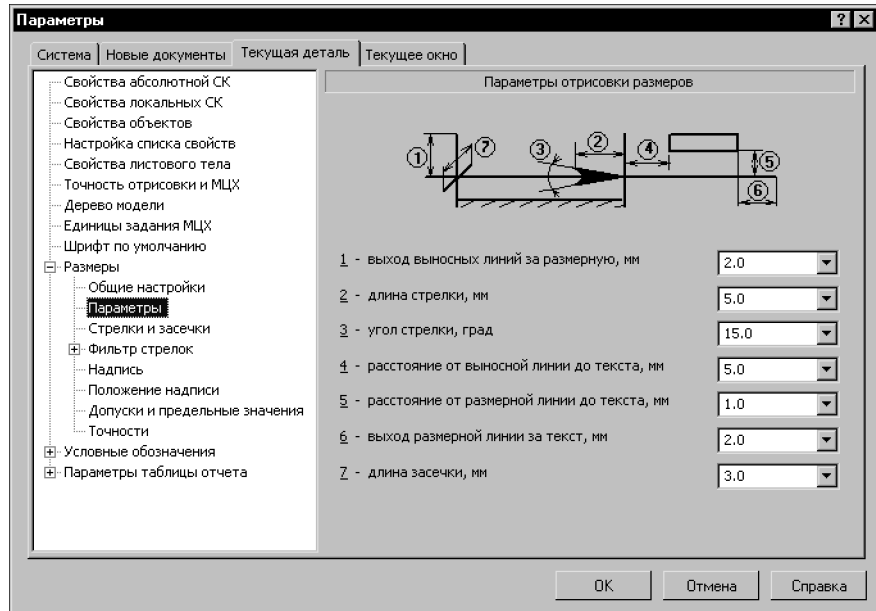 Параметры
Система Новые документы Текущая деталь Текущее окно
Свойства абсолютной СК
Свойства локальных СК
Свойства объектов
Настройка списка свойств
Свойства листового тела
Точность отрисовки и МЦХ
Дерево модели
Единицы задания МЦХ
Шрифт по умолчанию
Размеры
Общие настройки
Параметры
Стрелки и засечки
Фильтр стрелок
Надпись
Положение надписи
Допуски и предельные значения
Точности
Условные обозначения
Параметры таблицы отчета
Параметры отрисовки размеров
1 7 3 2 4 5 6
1 - выход выносных линий за размерную, мм 2.0
2 - длина стрелки, мм 5.0
3 - угол стрелки, град 15.0
4 - расстояние от выносной линии до текста, мм 5.0
5 - расстояние от размерной линии до текста, мм 1.0
6 - выход размерной линии за текст, мм 2.0
7 - длина засечки, мм 3.0
OK Отмена Справка